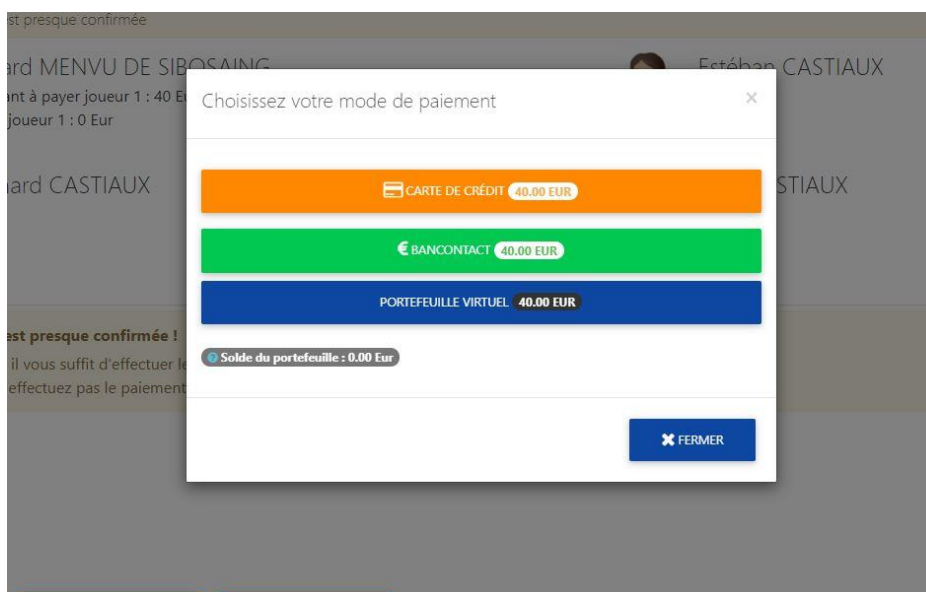 est presque confirmée
ard MENVU DE SIBOSAING
Estéban CASTIAUX
ant à payer joueur 1 : 40 E
joueur 1 : 0 Eur
Choisissez votre mode de paiement
×
ard CASTIAUX
STIAUX
CARTE DE CRÉDIT 40.00 EUR
€ BANCONTACT 40.00 EUR
PORTEFEUILLE VIRTUEL 40.00 EUR
est presque confirmée !
il vous suffit d'effectuer le
effectuez pas le paiement
Solde du portefeuille : 0.00 Eur
FERMER